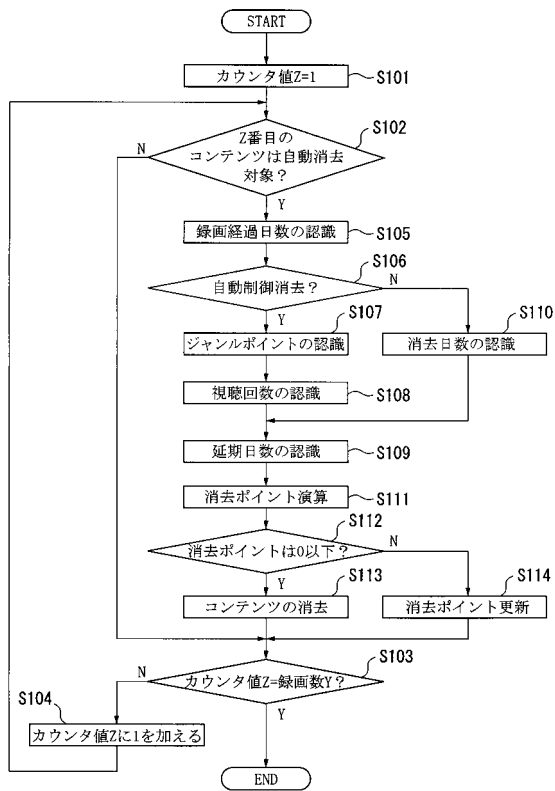 START
カウンタ値Z=1
S101
Z番目の
コンテンツは自動消去
対象？
S102
N
Y
録画経過日数の認識
S105
自動制御消去？
S106
N
Y
ジャンルポイントの認識
S107
消去日数の認識
S110
視聴回数の認識
S108
延期日数の認識
S109
消去ポイント演算
S111
消去ポイントは0以下？
S112
N
Y
コンテンツの消去
S113
消去ポイント更新
S114
カウンタ値Z=録画数Y？
S103
N
Y
カウンタ値Zに1を加える
S104
END